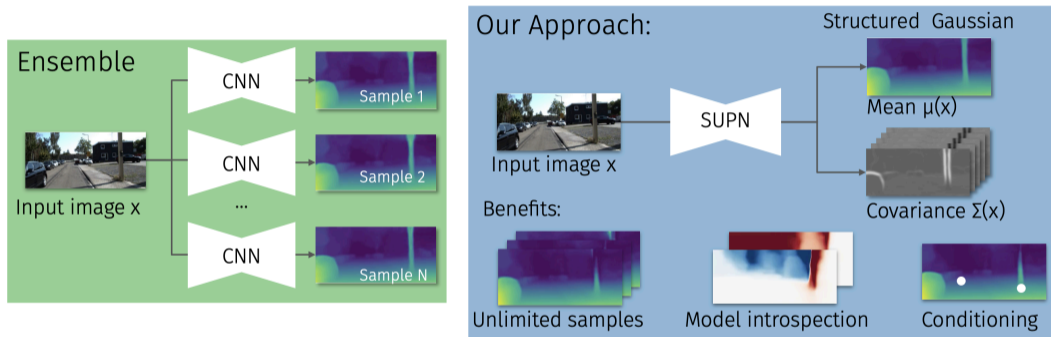 Ensemble
CNN
Sample 1
CNN
Sample 2
Input image x
...
CNN
Sample N
Our Approach:
Structured Gaussian
Input image x
SUPN
Mean μ(x)
Covariance Σ(x)
Benefits:
Unlimited samples
Model introspection
Conditioning